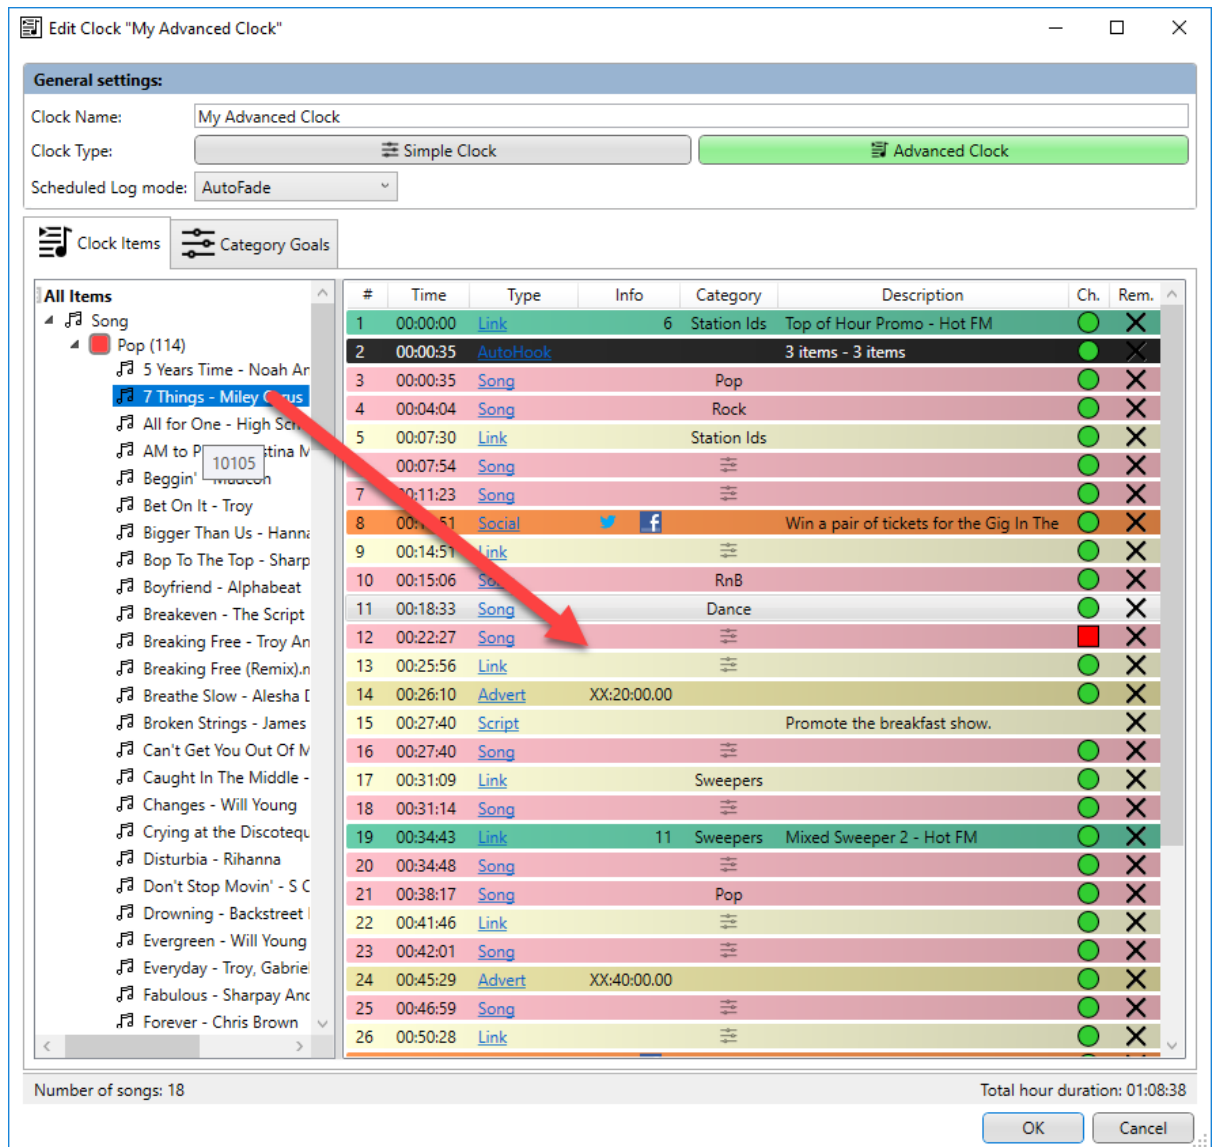 Edit Clock "My Advanced Clock"
General settings:
Clock Name: My Advanced Clock
Clock Type: Simple Clock Advanced Clock
Scheduled Log mode: AutoFade
Clock Items Category Goals
All Items
Song
Pop (114)
5 Years Time - Noah An
7 Things - Miley Cyrus
All for One - High Sch
AM to P stina M
10105
Beggin' - Madcon
Bet On It - Troy
Bigger Than Us - Hanna
Bop To The Top - Sharp
Boyfriend - Alphabeat
Breakeven - The Script
Breaking Free - Troy An
Breaking Free (Remix).n
Breathe Slow - Alesha D
Broken Strings - James
Can't Get You Out Of M
Caught In The Middle -
Changes - Will Young
Crying at the Discotequ
Disturbia - Rihanna
Don't Stop Movin' - S C
Drowning - Backstreet
Evergreen - Will Young
Everyday - Troy, Gabrie
Fabulous - Sharpay Anc
Forever - Chris Brown
# Time Type Info Category Description Ch. Rem.
1 00:00:00 Link 6 Station Ids Top of Hour Promo - Hot FM
2 00:00:35 AutoHook 3 items - 3 items
3 00:00:35 Song Pop
4 00:04:04 Song Rock
5 00:07:30 Link Station Ids
00:07:54 Song
7 00:11:23 Song
8 00:1 51 Social Win a pair of tickets for the Gig In The
9 00:14:51 Link
10 00:15:06 Song RnB
11 00:18:33 Song Dance
12 00:22:27 Song
13 00:25:56 Link
14 00:26:10 Advert XX:20:00.00
15 00:27:40 Script Promote the breakfast show.
16 00:27:40 Song
17 00:31:09 Link Sweepers
18 00:31:14 Song
19 00:34:43 Link 11 Sweepers Mixed Sweeper 2 - Hot FM
20 00:34:48 Song
21 00:38:17 Song Pop
22 00:41:46 Link
23 00:42:01 Song
24 00:45:29 Advert XX:40:00.00
25 00:46:59 Song
26 00:50:28 Link
Number of songs: 18 Total hour duration: 01:08:38
OK Cancel